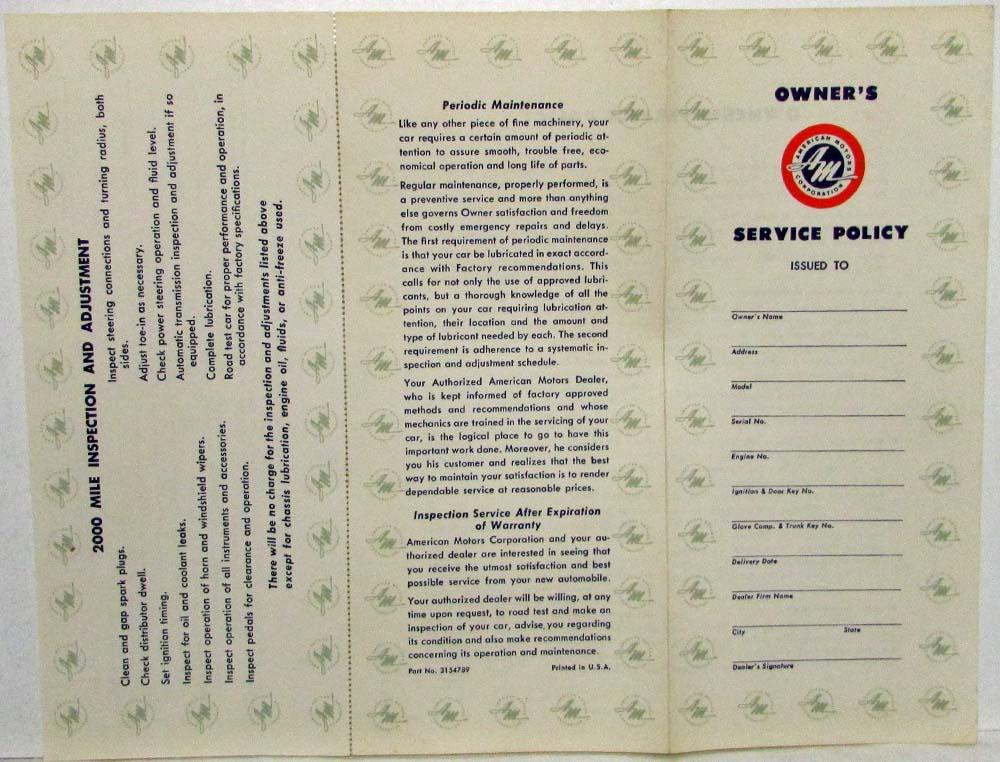 2000 MILE INSPECTION AND ADJUSTMENT
Clean and gap spark plugs.
Check distributor dwell.
Set ignition timing.
Inspect for oil and coolant leaks.
Inspect operation of horn and windshield wipers.
Inspect operation of all instruments and accessories.
Inspect pedals for clearance and operation.
Inspect steering connections and turning radius, both
sides.
Adjust toe-in as necessary.
Check power steering operation and fluid level.
Automatic transmission inspection and adjustment if so
equipped.
Complete lubrication.
Road test car for proper performance and operation, in
accordance with factory specifications.
There will be no charge for the inspection and adjustments listed above
except for chassis lubrication, engine oil, fluids, or anti-freeze used.
Periodic Maintenance
Like any other piece of fine machinery, your
car requires a certain amount of periodic at-
tention to assure smooth, trouble free, eco-
nomical operation and long life of parts.
Regular maintenance, properly performed, is
a preventive service and more than anything
else governs Owner satisfaction and freedom
from costly emergency repairs and delays.
The first requirement of periodic maintenance
is that your car be lubricated in exact accord-
ance with Factory recommendations. This
calls for not only the use of approved lubri-
cants, but a thorough knowledge of all the
points on your car requiring lubrication at-
tention, their location and the amount and
type of lubricant needed by each. The second
requirement is adherence to a systematic in-
spection and adjustment schedule.
Your Authorized American Motors Dealer,
who is kept informed of factory approved
methods and recommendations and whose
mechanics are trained in the servicing of your
car, is the logical place to go to have this
important work done. Moreover, he considers
you his customer and realizes that the best
way to maintain your satisfaction is to render
dependable service at reasonable prices.
Inspection Service After Expiration
of Warranty
American Motors Corporation and your au-
thorized dealer are interested in seeing that
you receive the utmost satisfaction and best
possible service from your new automobile.
Your authorized dealer will be willing, at any
time upon request, to road test and make an
inspection of your car, advise you regarding
its condition and also make recommendations
concerning its operation and maintenance.
Part No. 3154789 Printed in U.S.A.
OWNER'S
AMERICAN MOTORS
AM
CORPORATION
SERVICE POLICY
ISSUED TO
Owner's Name
Address
Model
Serial No.
Engine No.
Ignition & Door Key No.
Glove Comp. & Trunk Key No.
Delivery Date
Dealer Firm Name
City State
Dealer's Signature